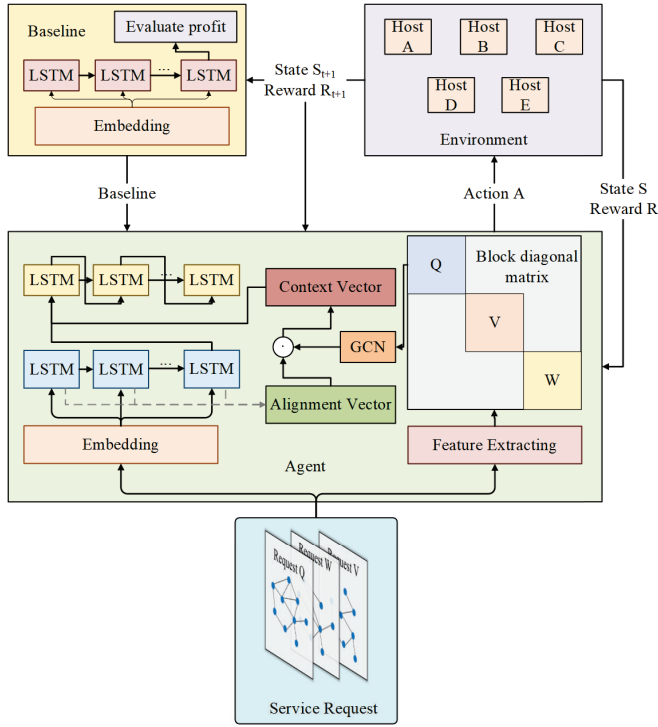 Baseline
Evaluate profit
LSTM
LSTM
...
LSTM
Embedding
State St+1
Reward Rt+1
Host
A
Host
B
Host
C
Host
D
Host
E
Environment
Baseline
Action A
State S
Reward R
LSTM
LSTM
...
LSTM
Context Vector
Q
Block diagonal
matrix
V
W
GCN
·
LSTM
LSTM
...
LSTM
Alignment Vector
Embedding
Feature Extracting
Agent
Request Q
Request W
Request V
Service Request